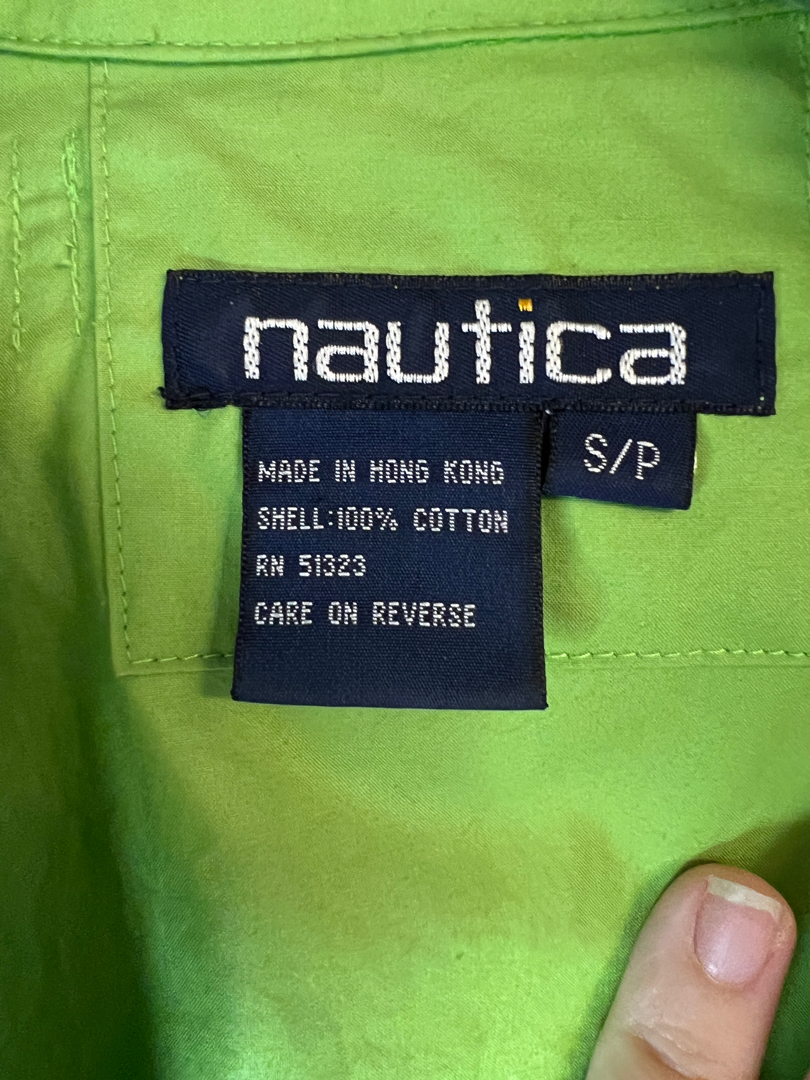 nautica
S/P
MADE IN HONG KONG
SHELL:100% COTTON
RN 51323
CARE ON REVERSE